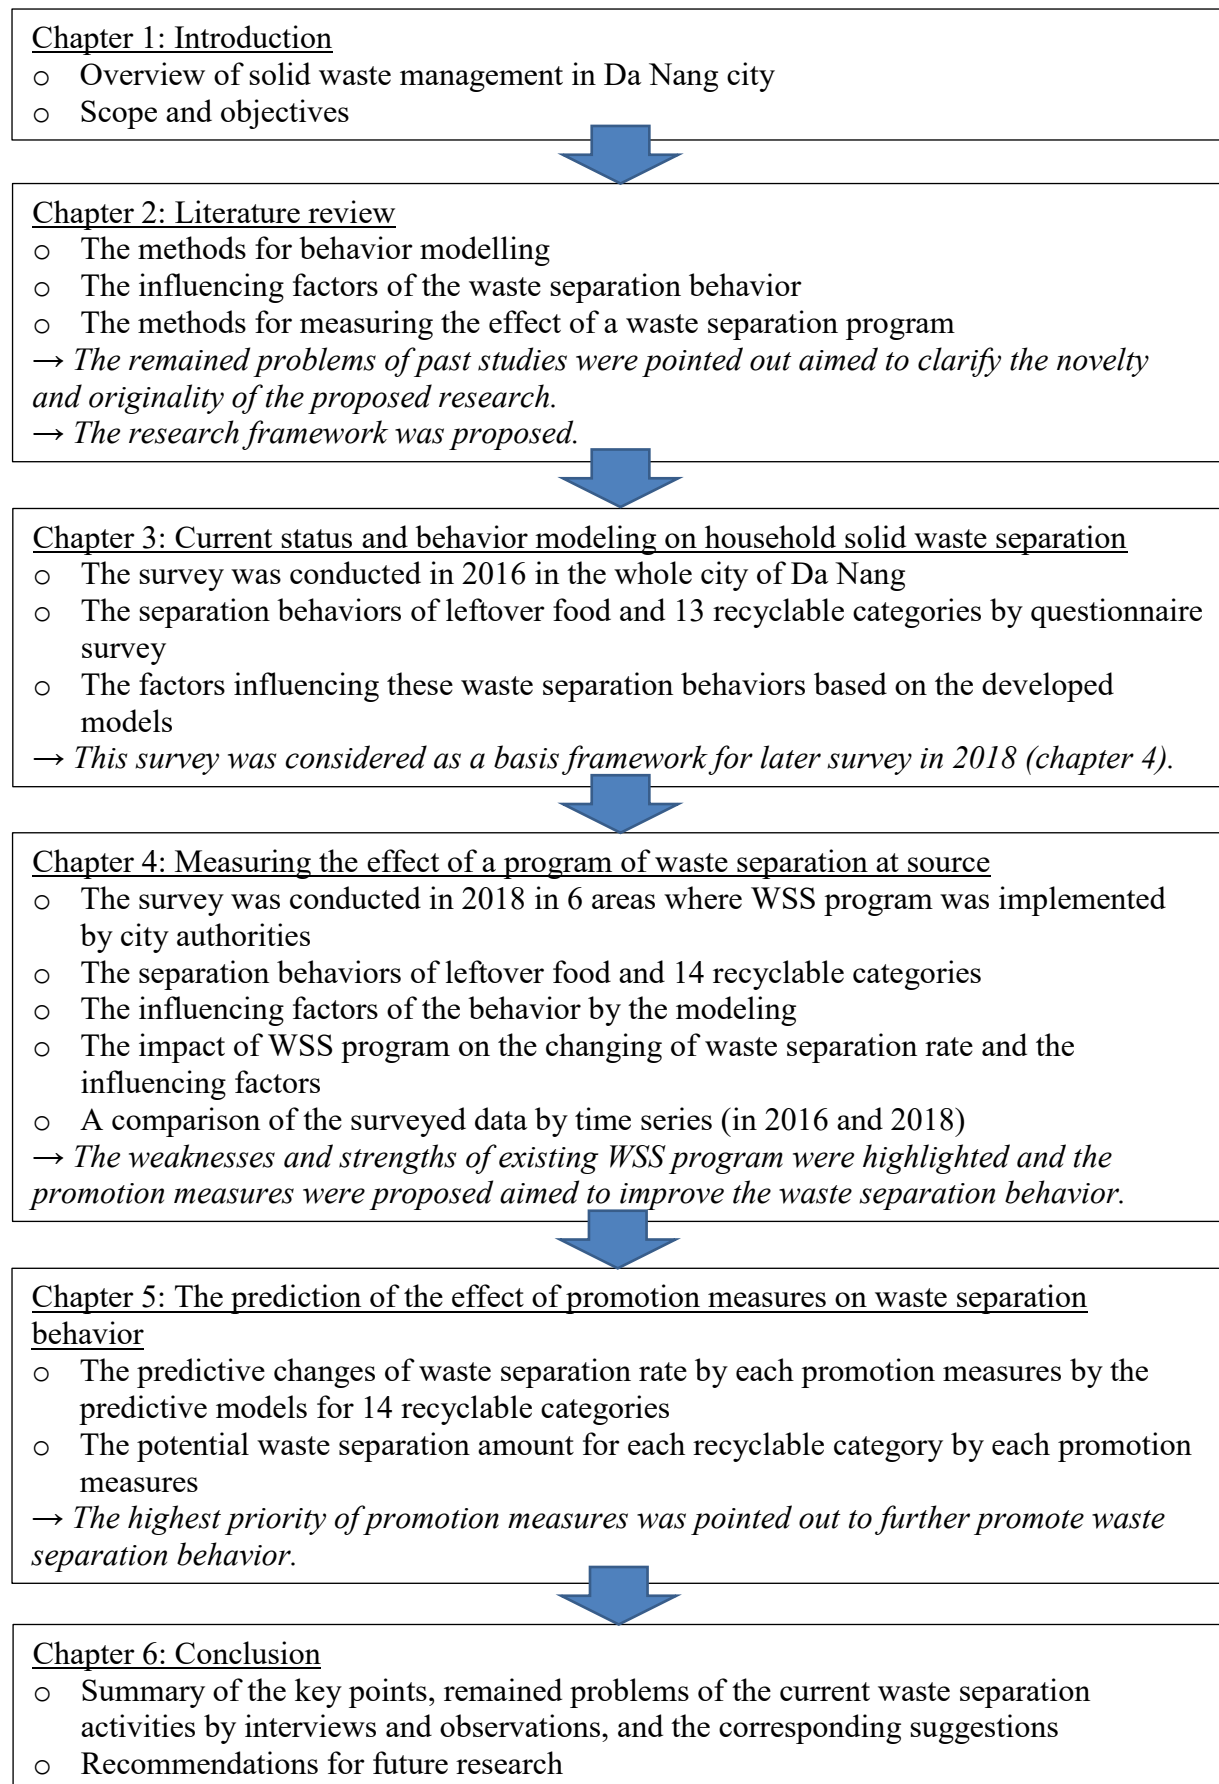 Chapter 1: Introduction
o Overview of solid waste management in Da Nang city
o Scope and objectives
Chapter 2: Literature review
o The methods for behavior modelling
o The influencing factors of the waste separation behavior
o The methods for measuring the effect of a waste separation program
→ The remained problems of past studies were pointed out aimed to clarify the novelty
and originality of the proposed research.
→ The research framework was proposed.
Chapter 3: Current status and behavior modeling on household solid waste separation
o The survey was conducted in 2016 in the whole city of Da Nang
o The separation behaviors of leftover food and 13 recyclable categories by questionnaire
survey
o The factors influencing these waste separation behaviors based on the developed
models
→ This survey was considered as a basis framework for later survey in 2018 (chapter 4).
Chapter 4: Measuring the effect of a program of waste separation at source
o The survey was conducted in 2018 in 6 areas where WSS program was implemented
by city authorities
o The separation behaviors of leftover food and 14 recyclable categories
o The influencing factors of the behavior by the modeling
o The impact of WSS program on the changing of waste separation rate and the
influencing factors
o A comparison of the surveyed data by time series (in 2016 and 2018)
→ The weaknesses and strengths of existing WSS program were highlighted and the
promotion measures were proposed aimed to improve the waste separation behavior.
Chapter 5: The prediction of the effect of promotion measures on waste separation
behavior
o The predictive changes of waste separation rate by each promotion measures by the
predictive models for 14 recyclable categories
o The potential waste separation amount for each recyclable category by each promotion
measures
→ The highest priority of promotion measures was pointed out to further promote waste
separation behavior.
Chapter 6: Conclusion
o Summary of the key points, remained problems of the current waste separation
activities by interviews and observations, and the corresponding suggestions
o Recommendations for future research